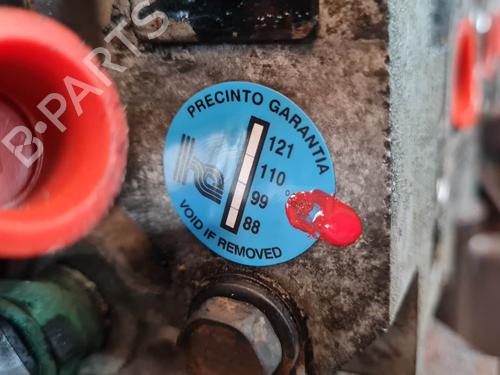 PRECINTO GARANTIA
121
110
99
88
VOID IF REMOVED
B-PARTS